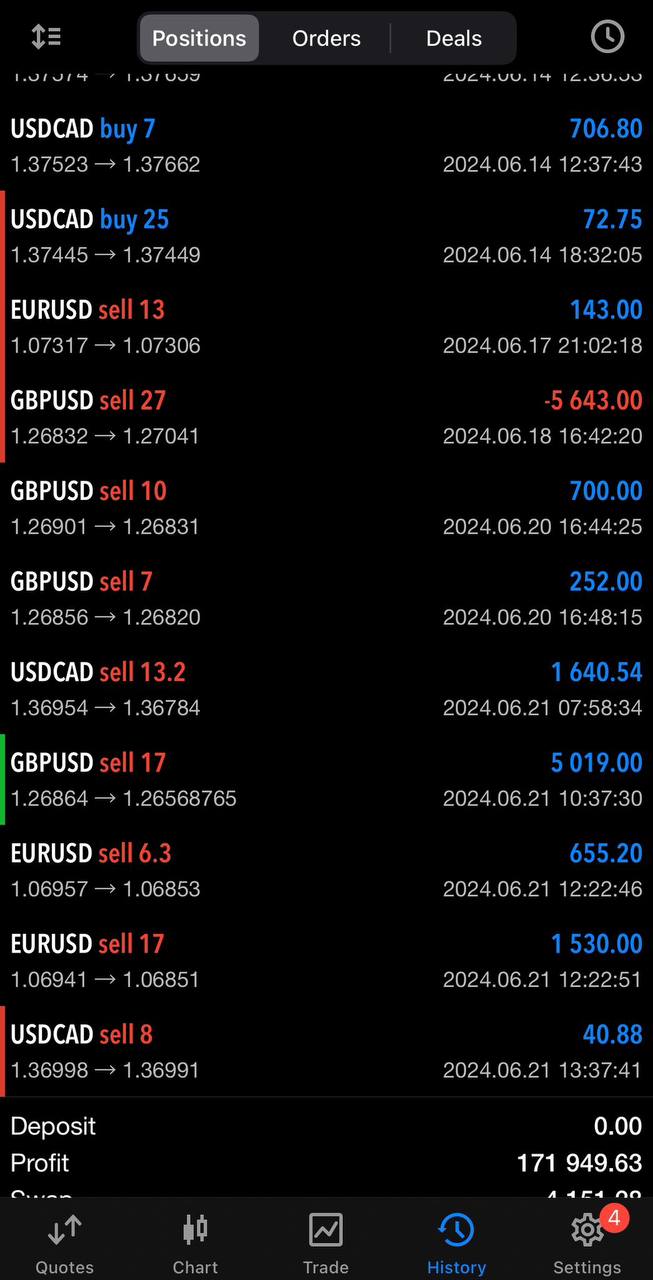 Positions Orders Deals
USDCAD buy 7 706.80
1.37523 → 1.37662 2024.06.14 12:37:43
USDCAD buy 25 72.75
1.37445 → 1.37449 2024.06.14 18:32:05
EURUSD sell 13 143.00
1.07317 → 1.07306 2024.06.17 21:02:18
GBPUSD sell 27 -5 643.00
1.26832 → 1.27041 2024.06.18 16:42:20
GBPUSD sell 10 700.00
1.26901 → 1.26831 2024.06.20 16:44:25
GBPUSD sell 7 252.00
1.26856 → 1.26820 2024.06.20 16:48:15
USDCAD sell 13.2 1 640.54
1.36954 → 1.36784 2024.06.21 07:58:34
GBPUSD sell 17 5 019.00
1.26864 → 1.26568765 2024.06.21 10:37:30
EURUSD sell 6.3 655.20
1.06957 → 1.06853 2024.06.21 12:22:46
EURUSD sell 17 1 530.00
1.06941 → 1.06851 2024.06.21 12:22:51
USDCAD sell 8 40.88
1.36998 → 1.36991 2024.06.21 13:37:41
Deposit 0.00
Profit 171 949.63
4
Quotes Chart Trade History Settings